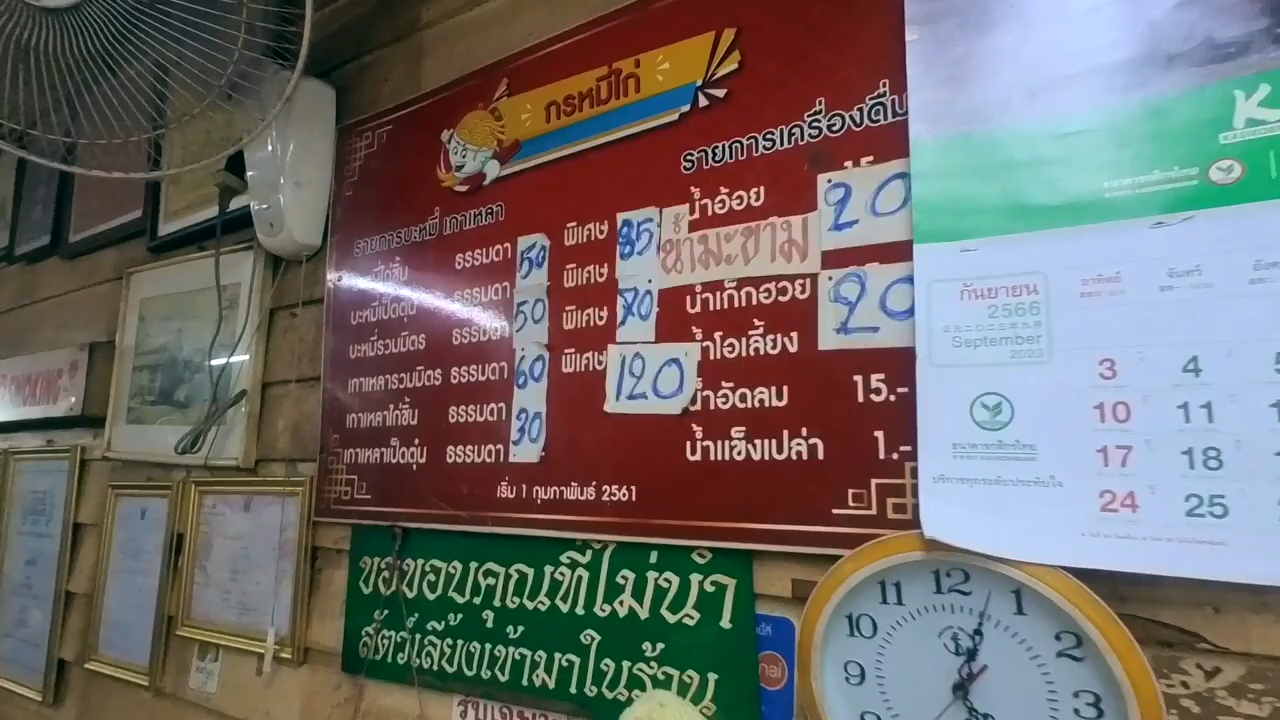 กรหมี่ไก่
รายการบะหมี่ เกาเหลา
ธรรมดา 50 พิเศษ 85
บะหมี่เป็ดตุ๋น ธรรมดา 50 พิเศษ
บะหมี่รวมมิตร ธรรมดา พิเศษ 70
เกาเหลารวมมิตร ธรรมดา 60 พิเศษ 120
เกาเหลาไก่ชิ้น ธรรมดา 30
เกาเหลาเป็ดตุ๋น ธรรมดา
เริ่ม 1 กุมภาพันธ์ 2561
รายการเครื่องดื่ม
น้ำอ้อย 20
น้ำมะขาม
น้ำเก็กฮวย 20
น้ำโอเลี้ยง
น้ำอัดลม 15.-
น้ำแข็งเปล่า 1.-
ขอขอบคุณที่ไม่นำ
สัตว์เลี้ยงเข้ามาในร้าน
SMOKING
กันยายน
2566
September
2023
ธนาคารกสิกรไทย
บริการทุกระดับประทับใจ
อาทิตย์ จันทร์
3 4
10 11
17 18
24 25
11 12 1
10 2
9 3